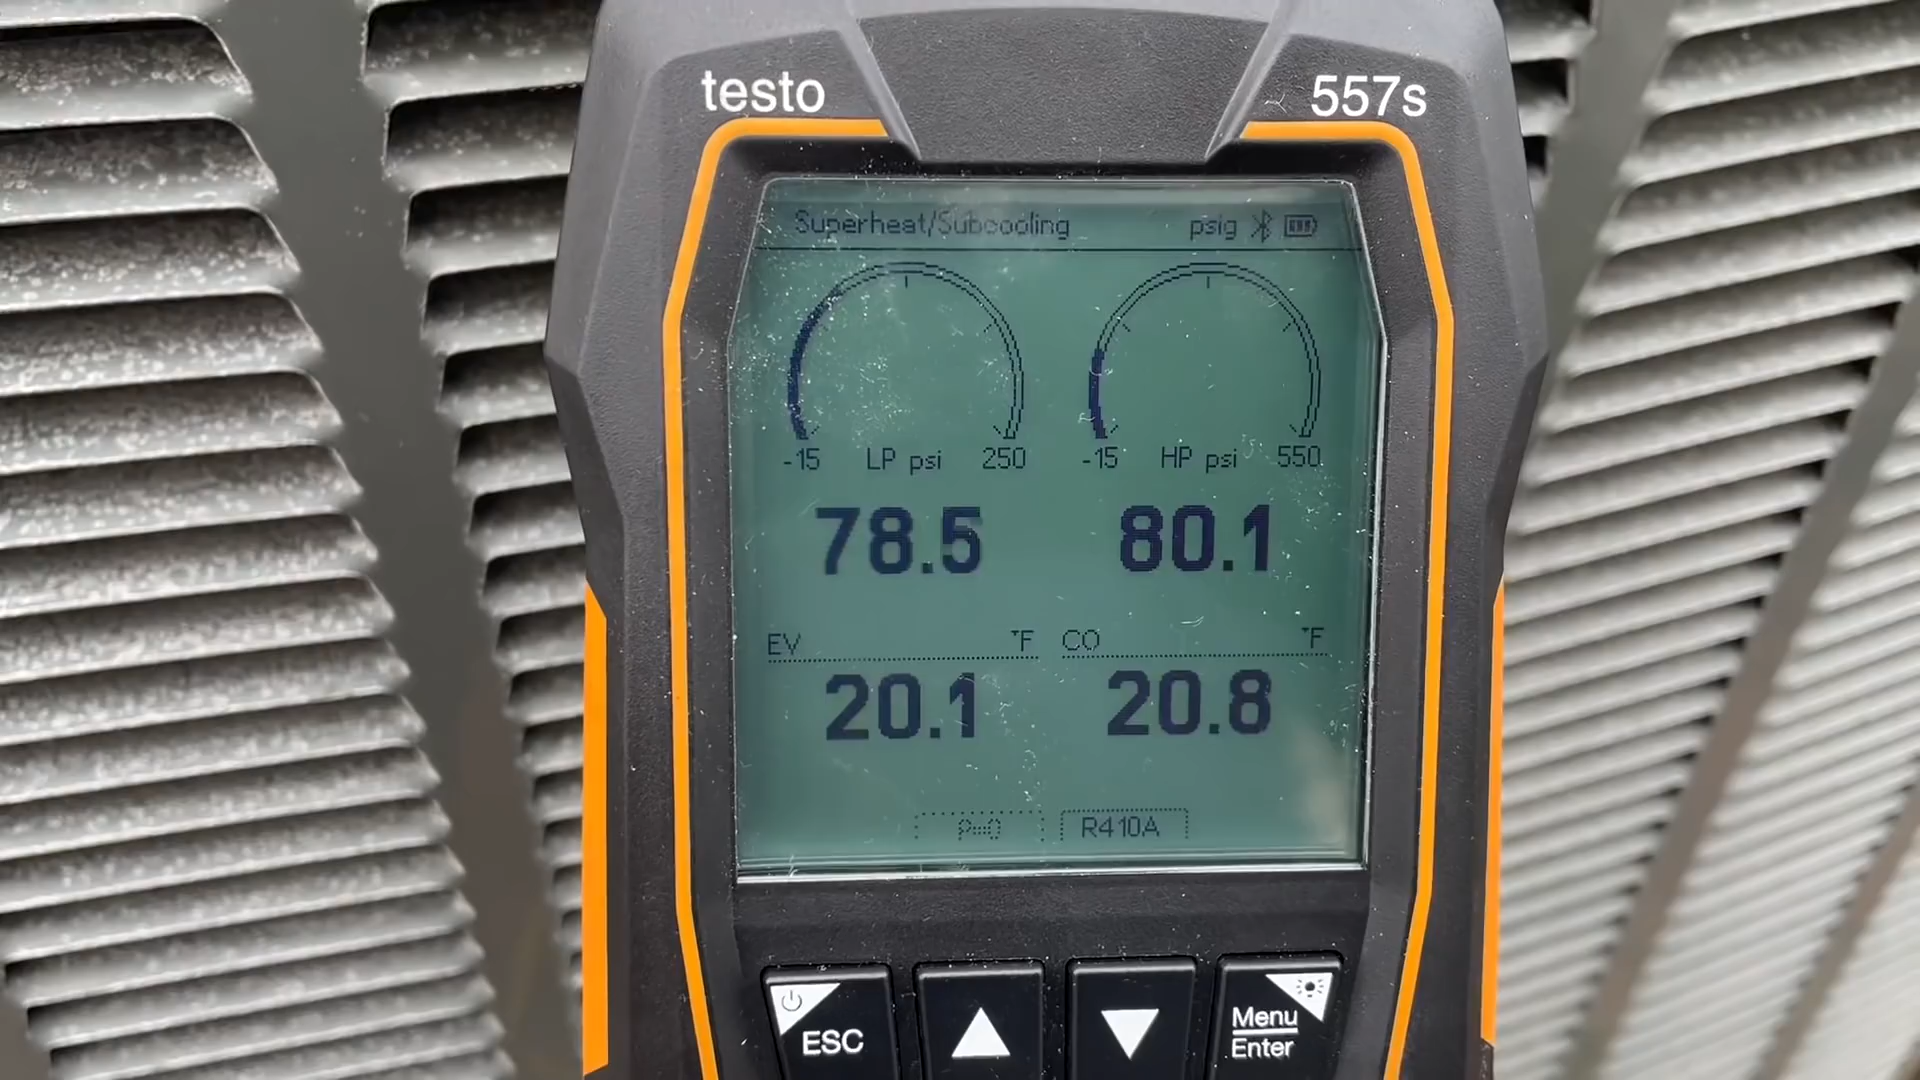 testo 557s
Superheat/Subcooling psig
-15 LP psi 250 -15 HP psi 550
78.5 80.1
EV °F CO °F
20.1 20.8
P=0 R410A
ESC Menu
Enter